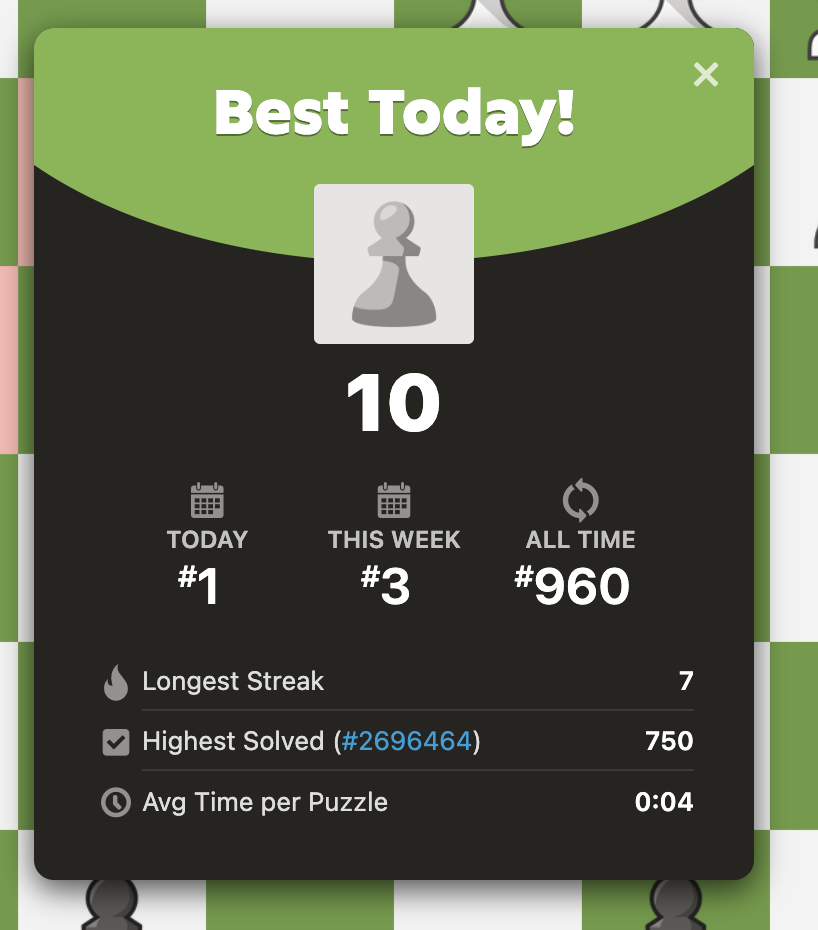 Best Today!
10
TODAY THIS WEEK ALL TIME
#1 #3 #960
Longest Streak 7
Highest Solved (#2696464) 750
Avg Time per Puzzle 0:04